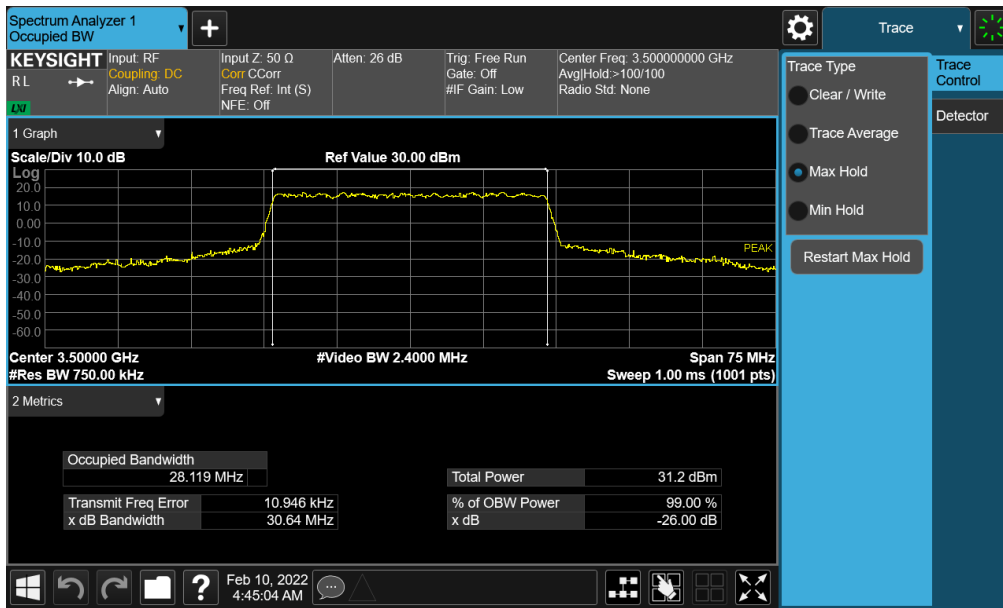 Spectrum Analyzer 1
Occupied BW
Trace
KEYSIGHT
R L
LXI
Input: RF
Coupling: DC
Align: Auto
Input Z: 50 Ω
Corr CCorr
Freq Ref: Int (S)
NFE: Off
Atten: 26 dB
Trig: Free Run
Gate: Off
#IF Gain: Low
Center Freq: 3.500000000 GHz
Avg|Hold:>100/100
Radio Std: None
Trace Type
Clear / Write
Trace Average
Max Hold
Min Hold
Restart Max Hold
Trace
Control
Detector
1 Graph
Scale/Div 10.0 dB
Ref Value 30.00 dBm
Log
20.0
10.0
0.00
-10.0
-20.0
-30.0
-40.0
-50.0
-60.0
PEAK
Center 3.50000 GHz
#Video BW 2.4000 MHz
Span 75 MHz
#Res BW 750.00 kHz
Sweep 1.00 ms (1001 pts)
2 Metrics
Occupied Bandwidth
28.119 MHz
Total Power 31.2 dBm
Transmit Freq Error 10.946 kHz
% of OBW Power 99.00 %
x dB Bandwidth 30.64 MHz
x dB -26.00 dB
?
Feb 10, 2022
4:45:04 AM